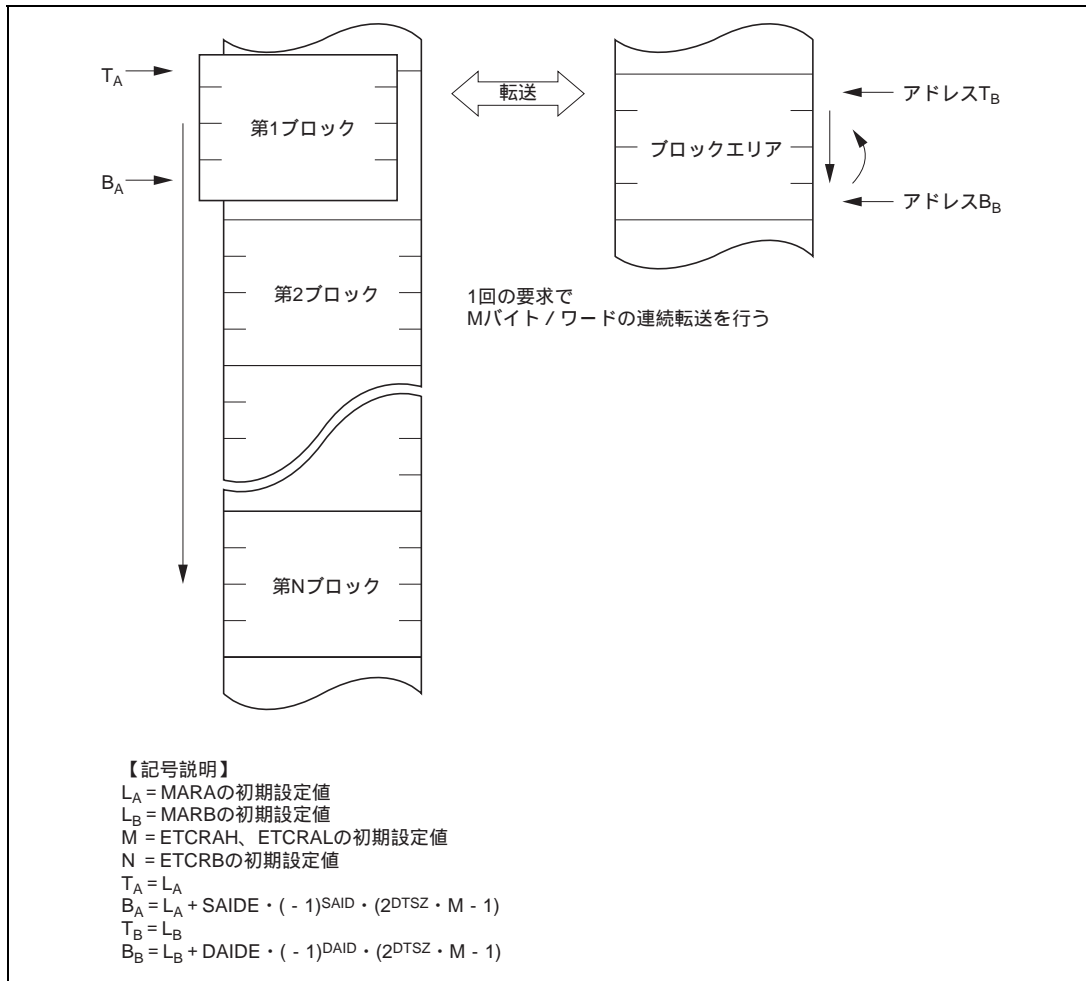 T_A
第1ブロック
B_A
転送
アドレスT_B
ブロックエリア
アドレスB_B
第2ブロック
1回の要求で
Mバイト / ワードの連続転送を行う
第Nブロック
【記号説明】
L_A = MARAの初期設定値
L_B = MARBの初期設定値
M = ETCRAH、ETCRALの初期設定値
N = ETCRBの初期設定値
T_A = L_A
B_A = L_A + SAIDE・( - 1)^SAID・(2^DTSZ・M - 1)
T_B = L_B
B_B = L_B + DAIDE・( - 1)^DAID・(2^DTSZ・M - 1)